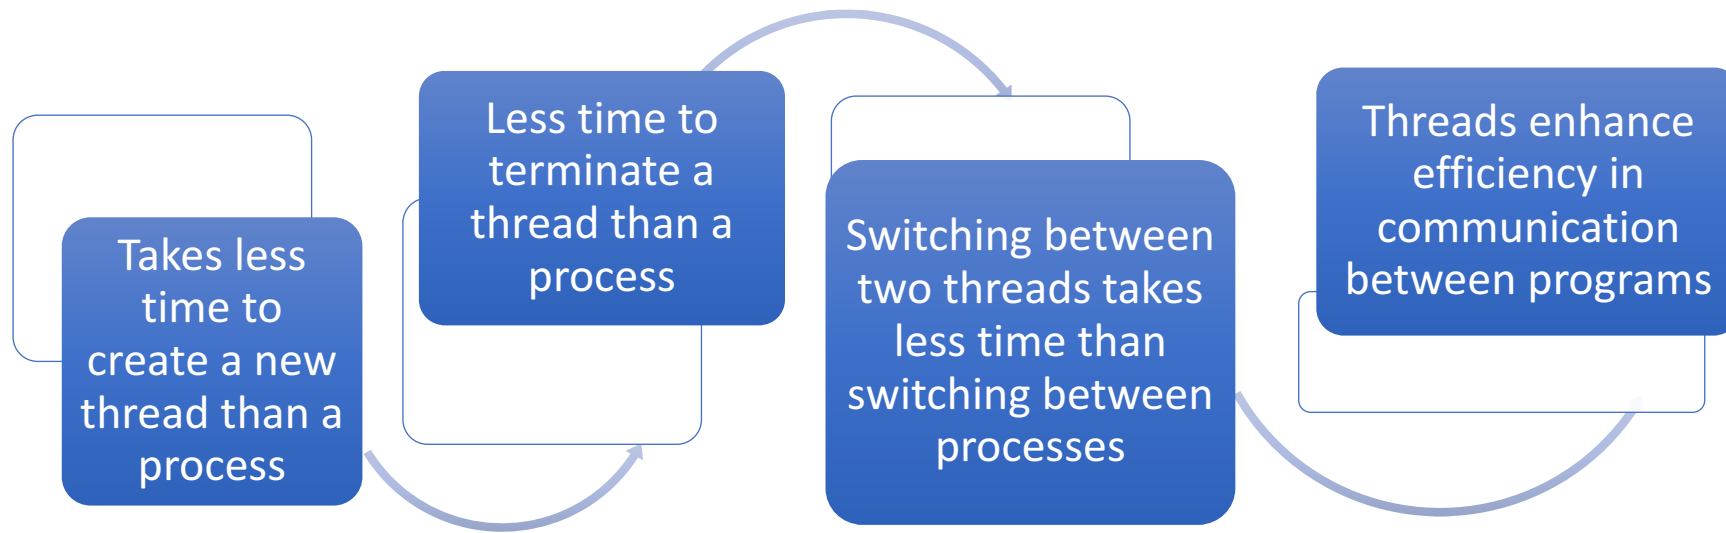 Takes less
time to
create a new
thread than a
process
Less time to
terminate a
thread than a
process
Switching between
two threads takes
less time than
switching between
processes
Threads enhance
efficiency in
communication
between programs